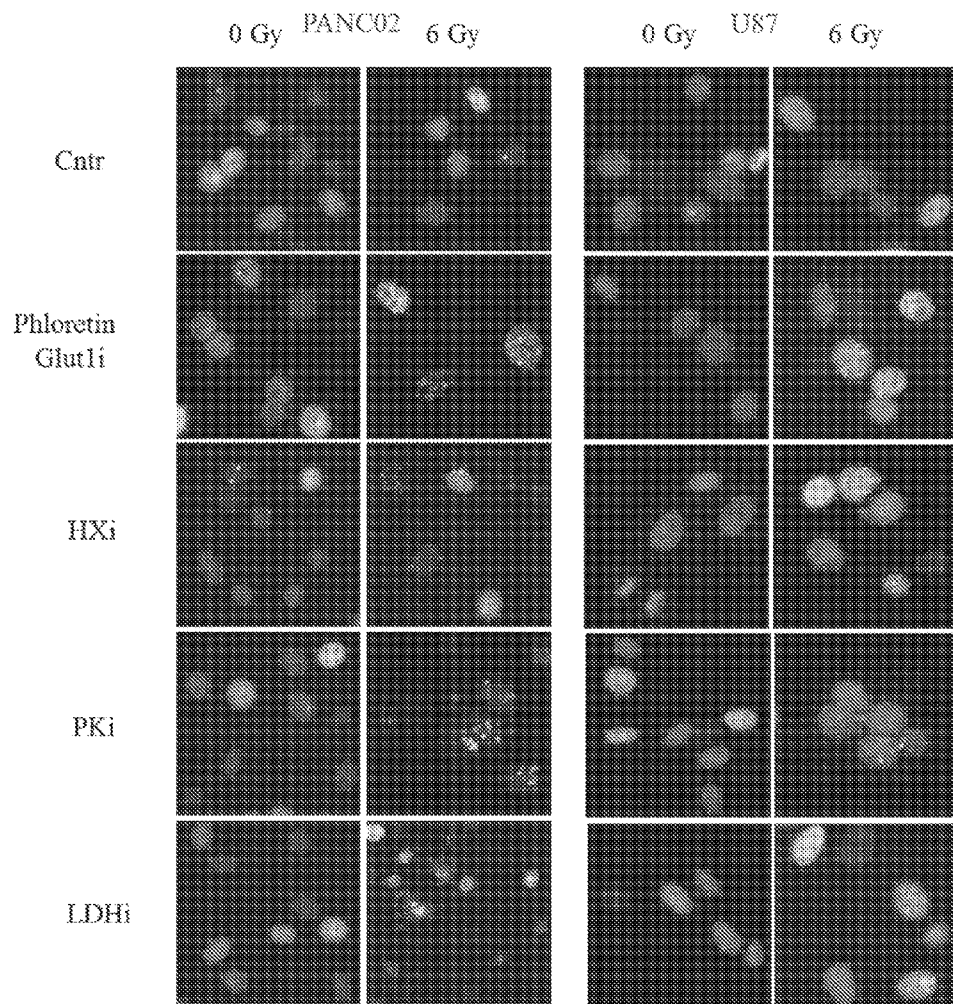 PANC02 U87
0 Gy 6 Gy 0 Gy 6 Gy
Cntr
Phloretin
Glut1i
HXi
PKi
LDHi